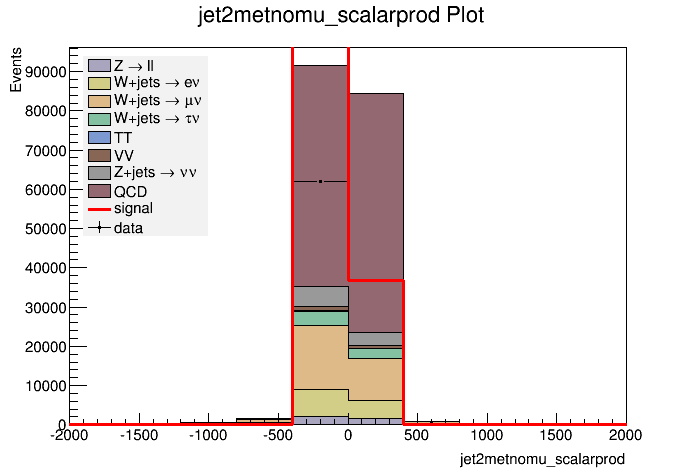 jet2metnomu_scalarprod Plot
Events
90000
80000
70000
60000
50000
40000
30000
20000
10000
0
Z → ll
W+jets → eν
W+jets → μν
W+jets → τν
TT
VV
Z+jets → νν
QCD
signal
data
-2000 -1500 -1000 -500 0 500 1000 1500 2000
jet2metnomu_scalarprod